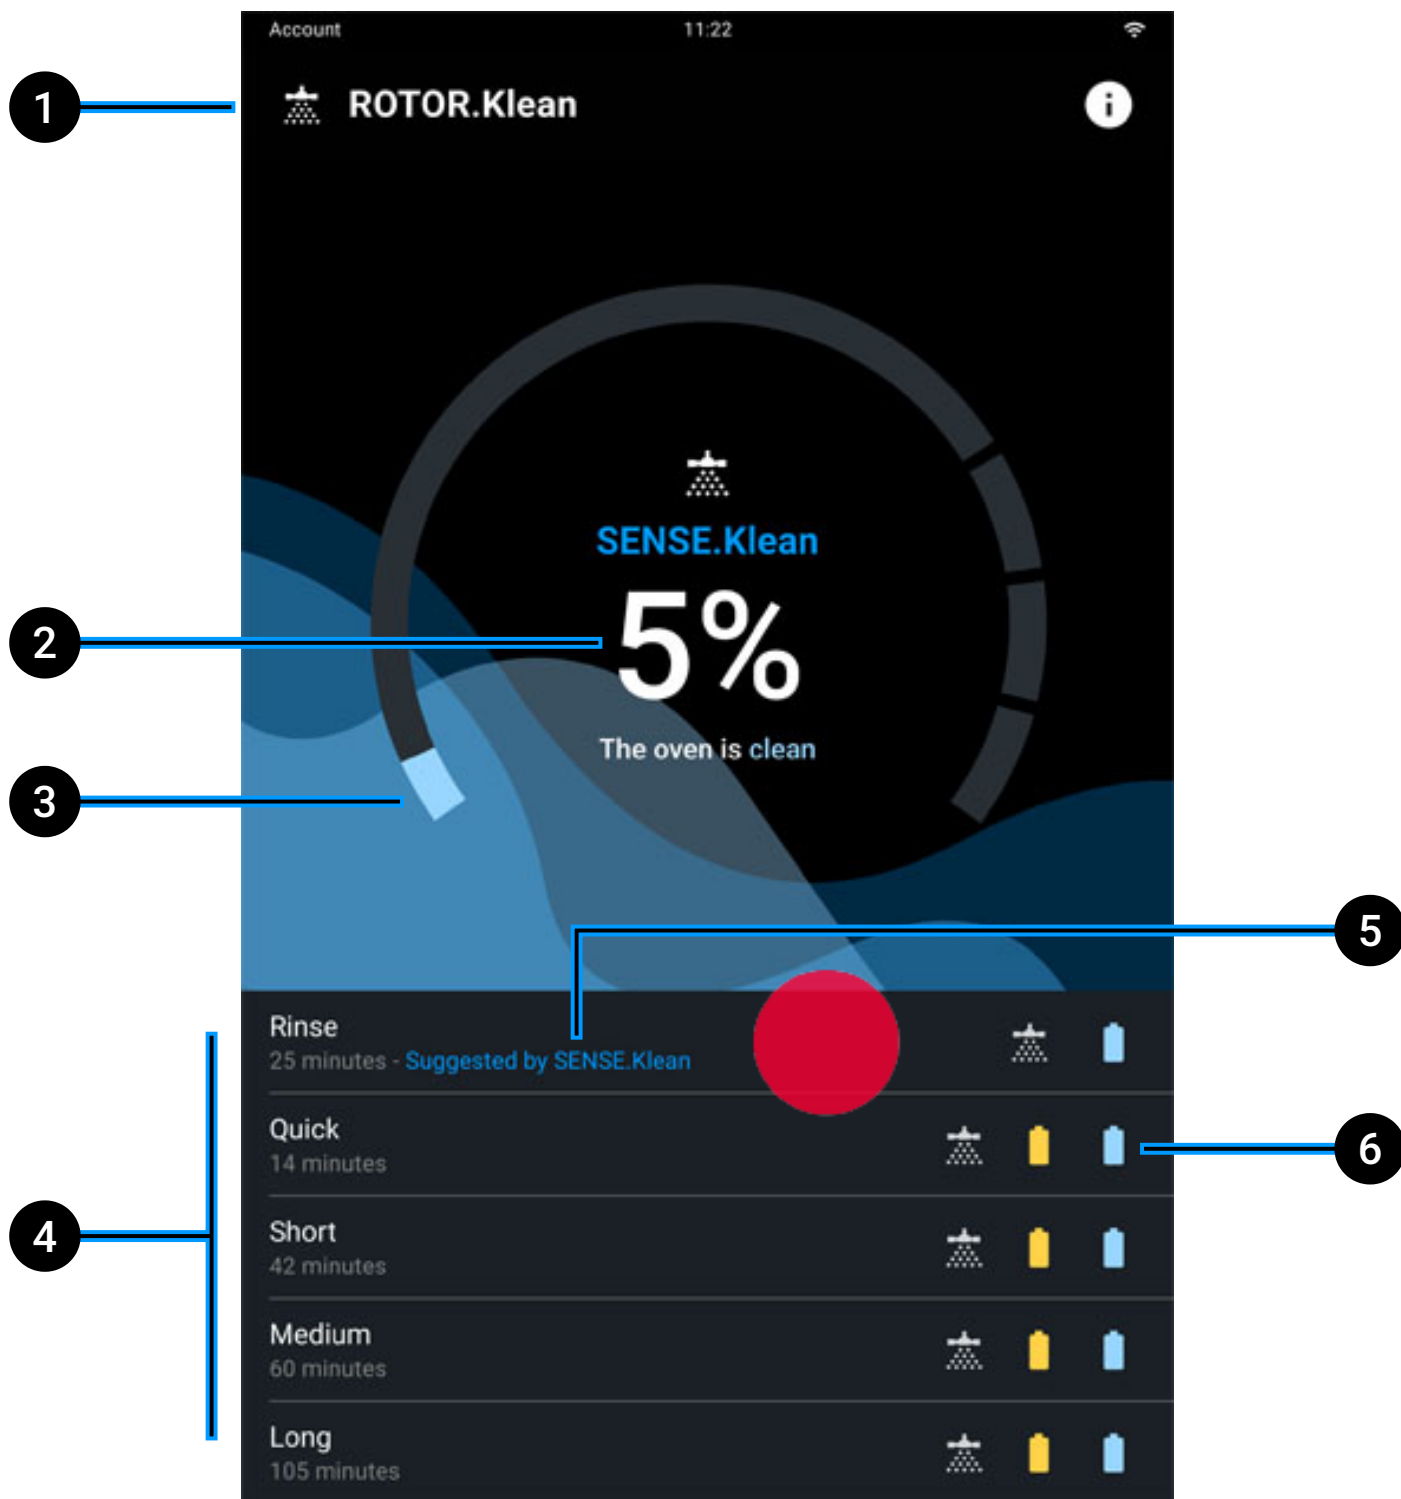 Account 11:22
1
ROTOR.Klean i
SENSE.Klean
2
5%
The oven is clean
3
5
Rinse
25 minutes - Suggested by SENSE.Klean
Quick
14 minutes
6
4
Short
42 minutes
Medium
60 minutes
Long
105 minutes